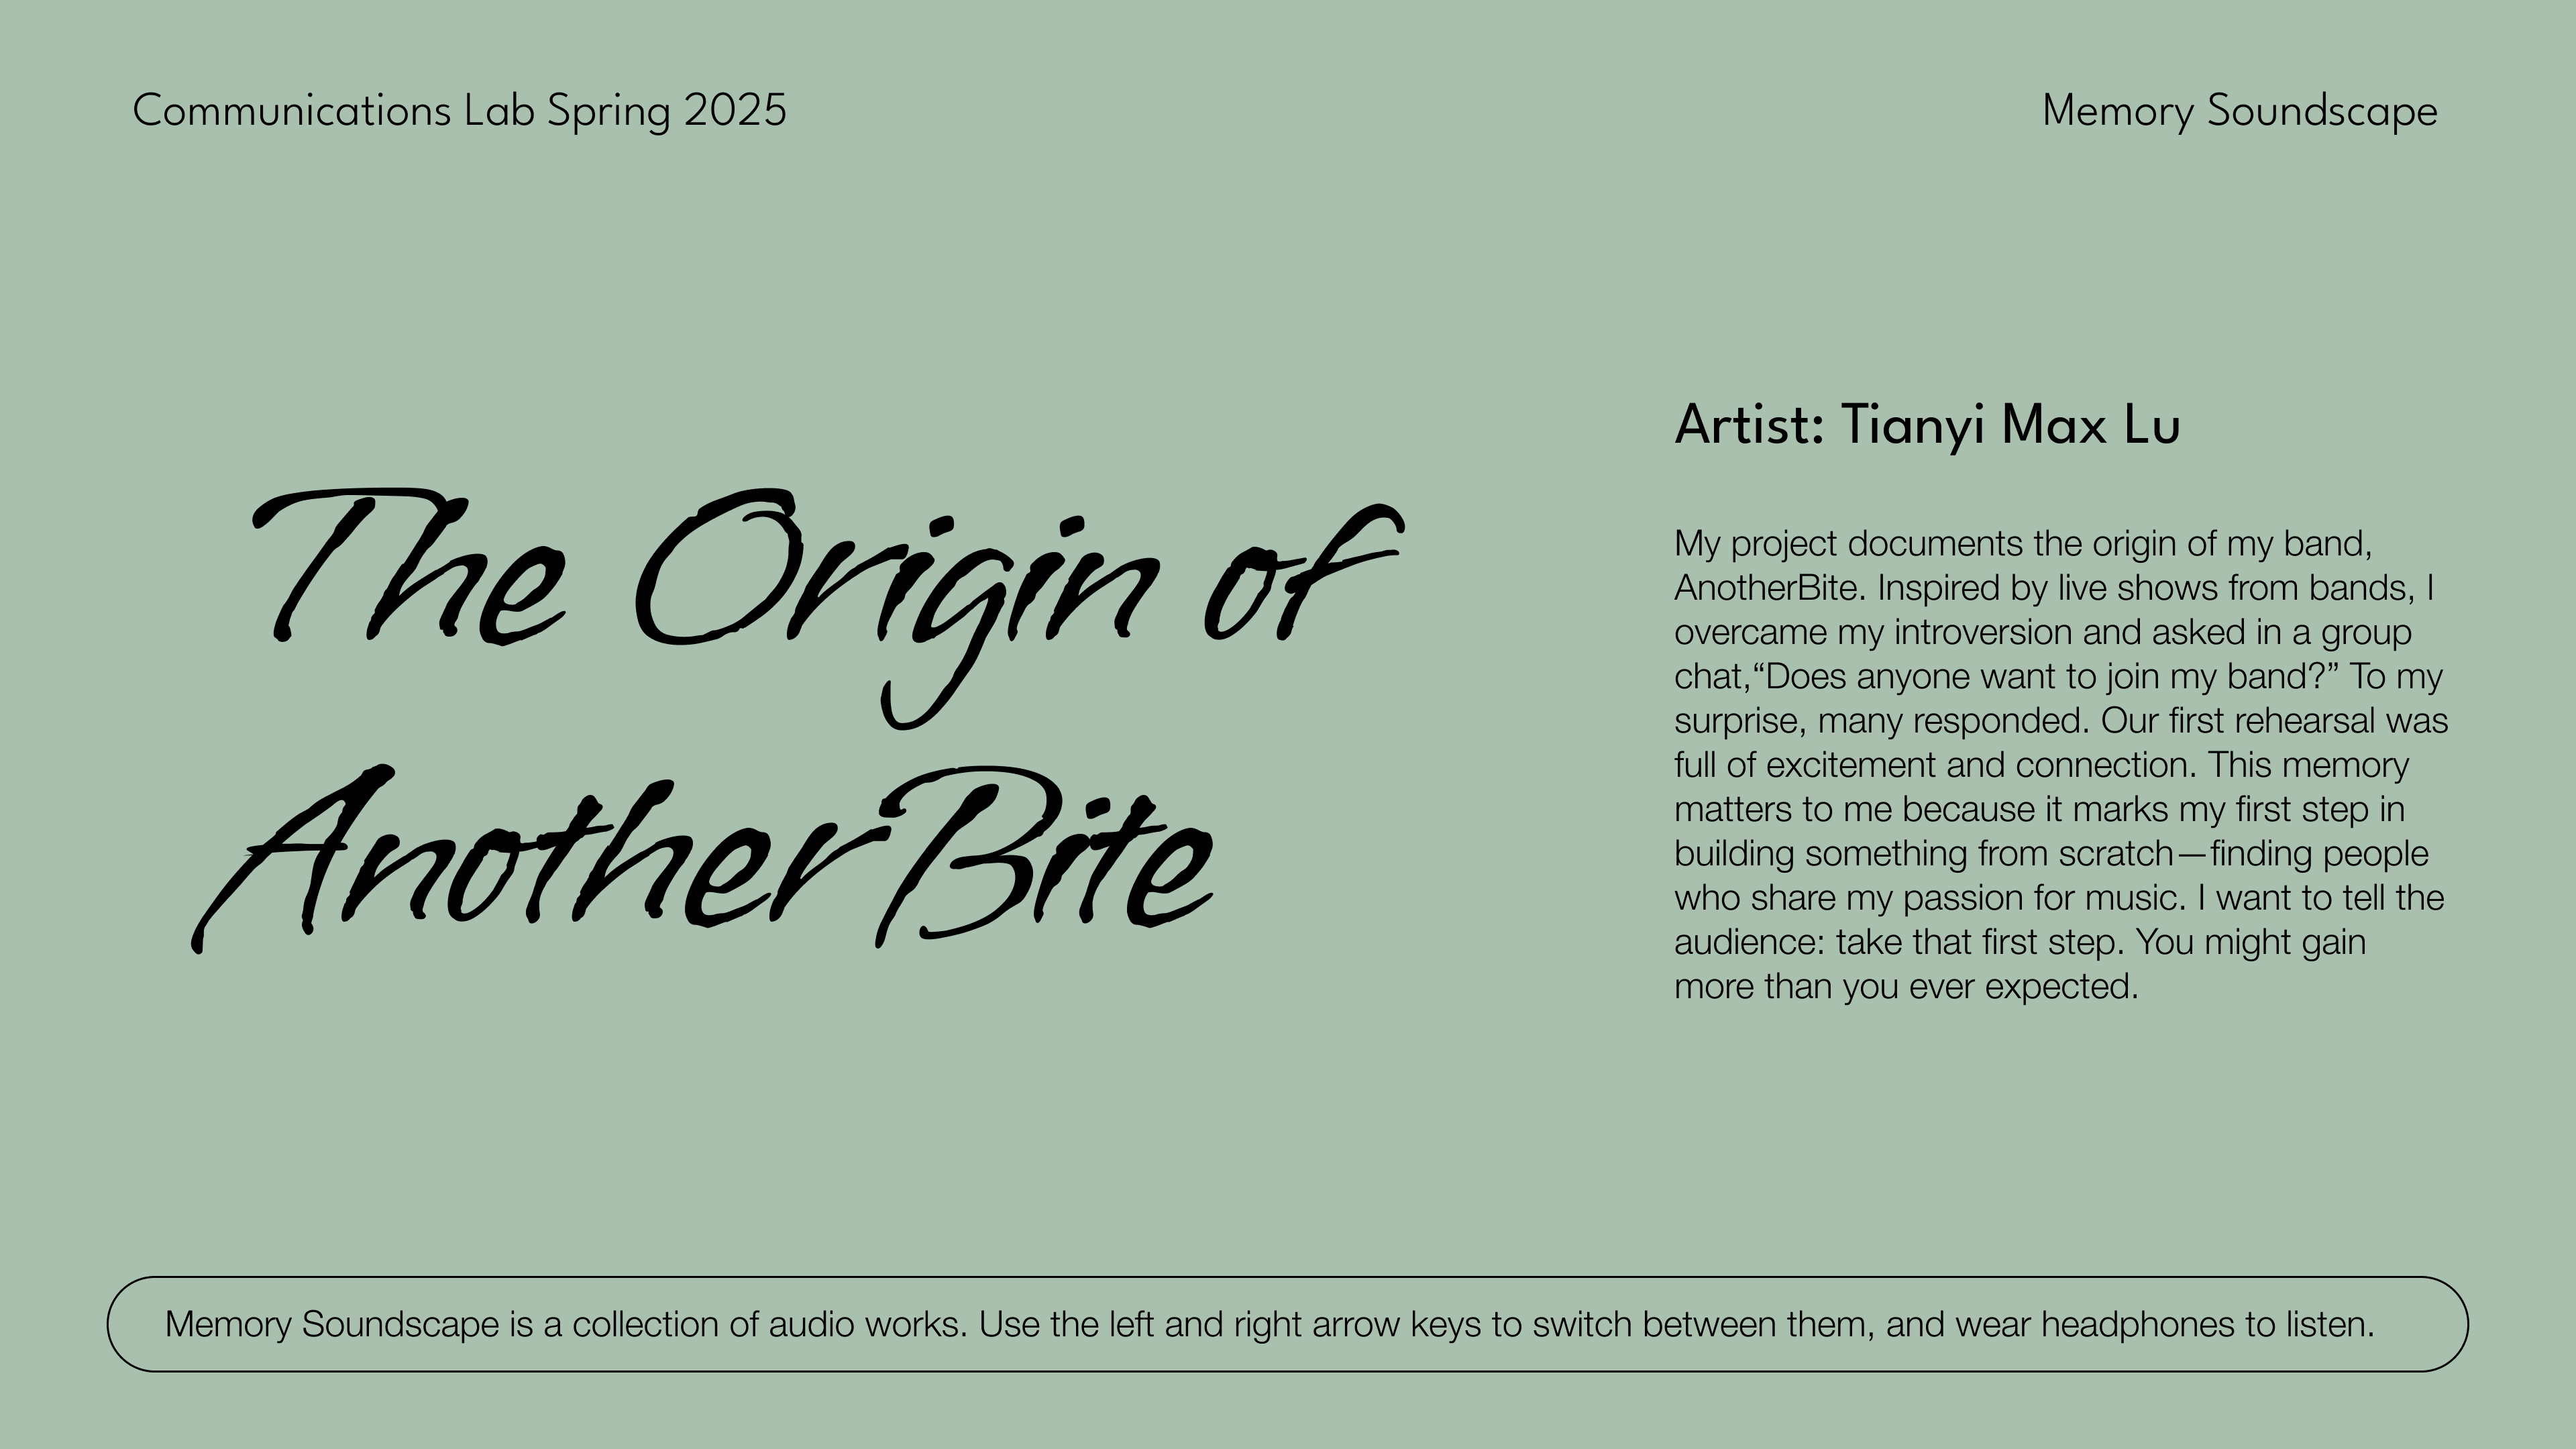 Communications Lab Spring 2025
Memory Soundscape
The Origin of
AnotherBite
Artist: Tianyi Max Lu
My project documents the origin of my band,
AnotherBite. Inspired by live shows from bands, I
overcame my introversion and asked in a group
chat,“Does anyone want to join my band?” To my
surprise, many responded. Our first rehearsal was
full of excitement and connection. This memory
matters to me because it marks my first step in
building something from scratch—finding people
who share my passion for music. I want to tell the
audience: take that first step. You might gain
more than you ever expected.
Memory Soundscape is a collection of audio works. Use the left and right arrow keys to switch between them, and wear headphones to listen.